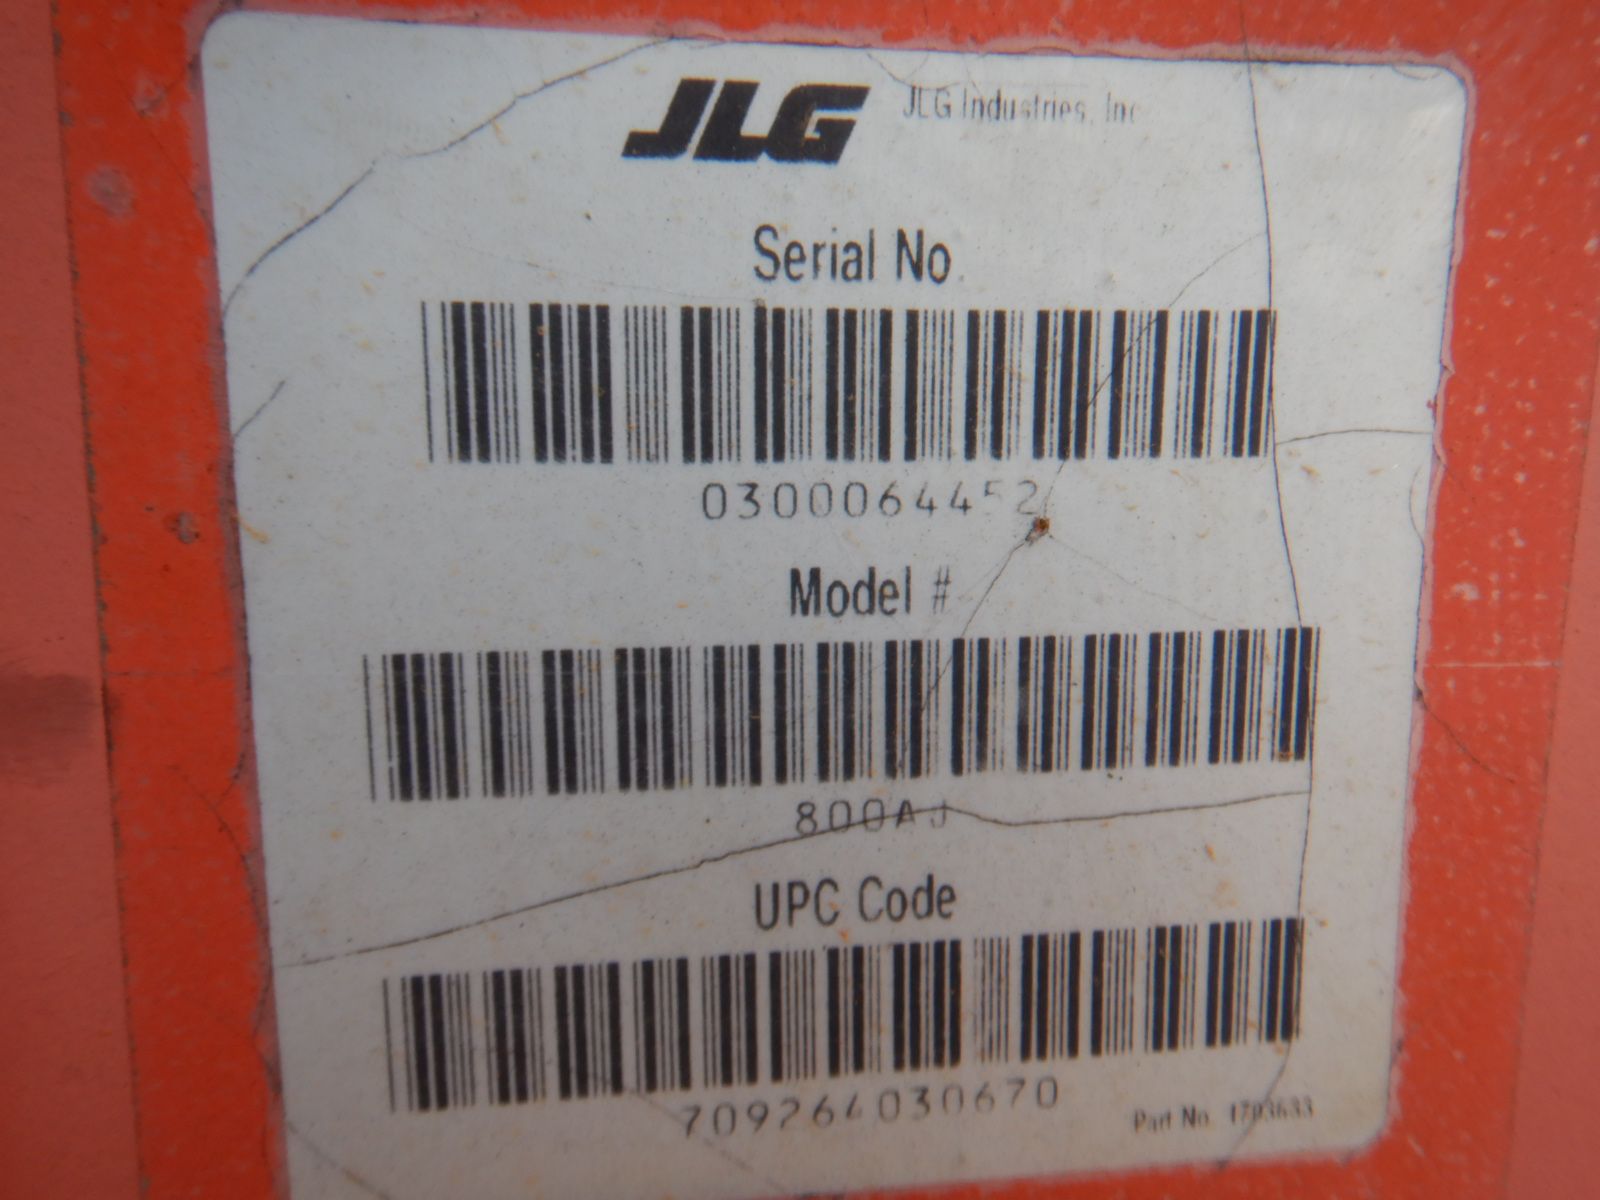 JLG JLG Industries, Inc
Serial No.
0300064452
Model #
800AJ
UPC Code
709264030670
Part No. 1703633